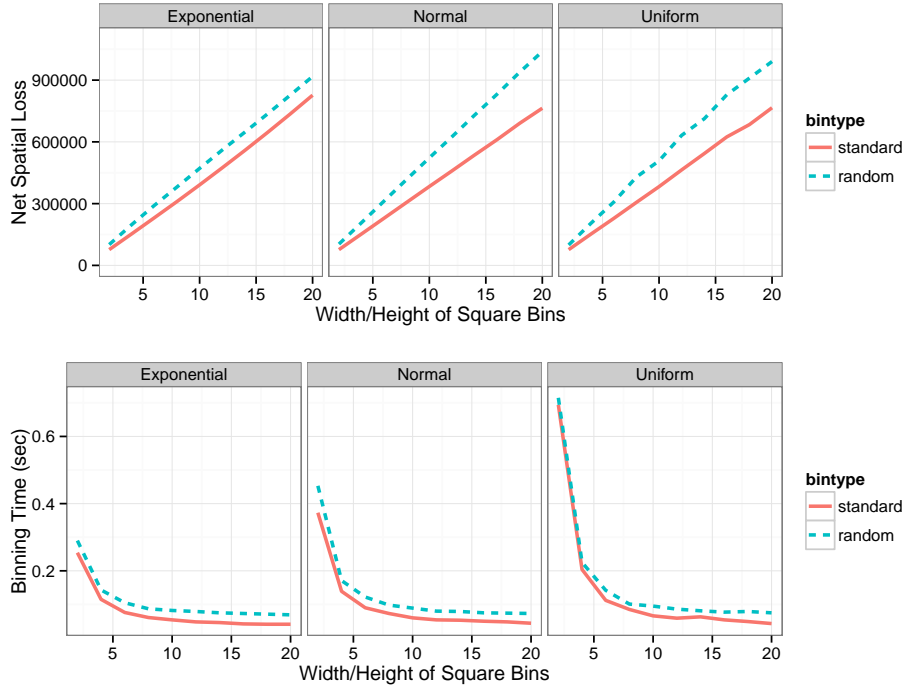 Exponential Normal Uniform
Net Spatial Loss
900000
600000
300000
0
5 10 15 20 5 10 15 20 5 10 15 20
Width/Height of Square Bins
bintype
standard
random
Exponential Normal Uniform
Binning Time (sec)
0.6
0.4
0.2
5 10 15 20 5 10 15 20 5 10 15 20
Width/Height of Square Bins
bintype
standard
random